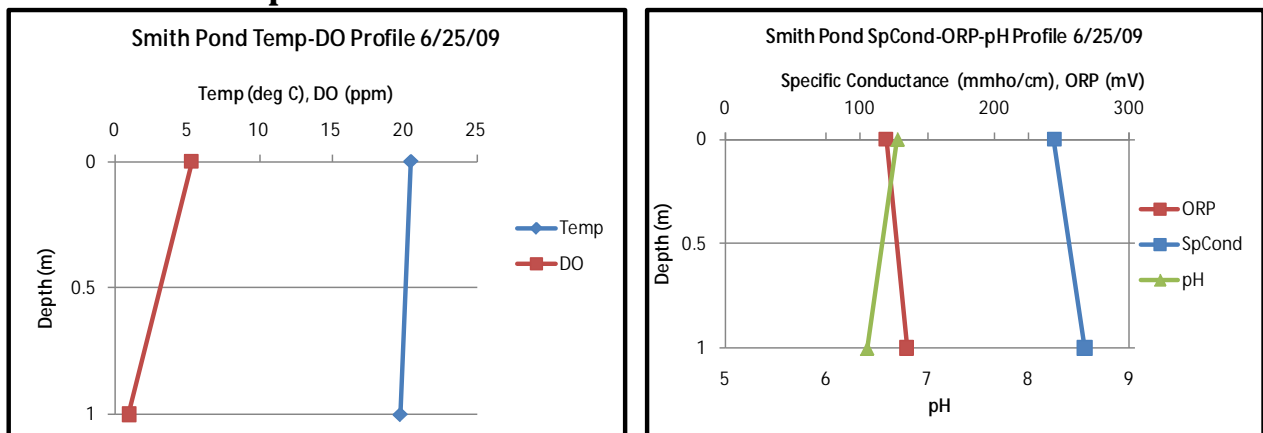 Smith Pond Temp-DO Profile 6/25/09
Temp (deg C), DO (ppm)
0 5 10 15 20 25
0
0.5
1
Depth (m)
Temp
DO
Smith Pond SpCond-ORP-pH Profile 6/25/09
Specific Conductance (mmho/cm), ORP (mV)
0 100 200 300
0
0.5
1
Depth (m)
5 6 7 8 9
pH
ORP
SpCond
pH